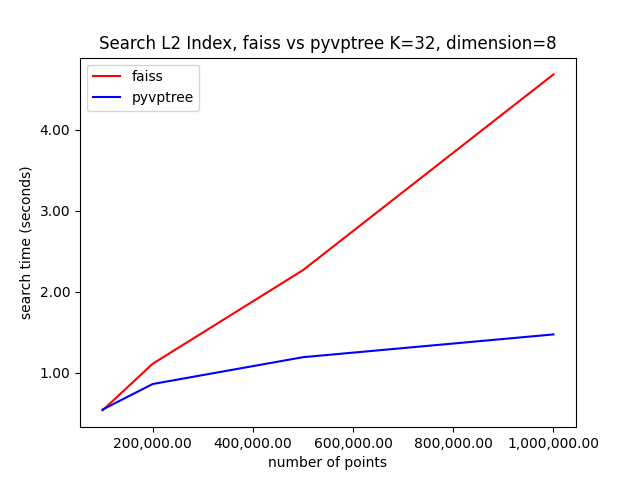 Search L2 Index, faiss vs pyvptree K=32, dimension=8
faiss
pyvptree
4.00
3.00
2.00
1.00
search time (seconds)
200,000.00 400,000.00 600,000.00 800,000.00 1,000,000.00
number of points